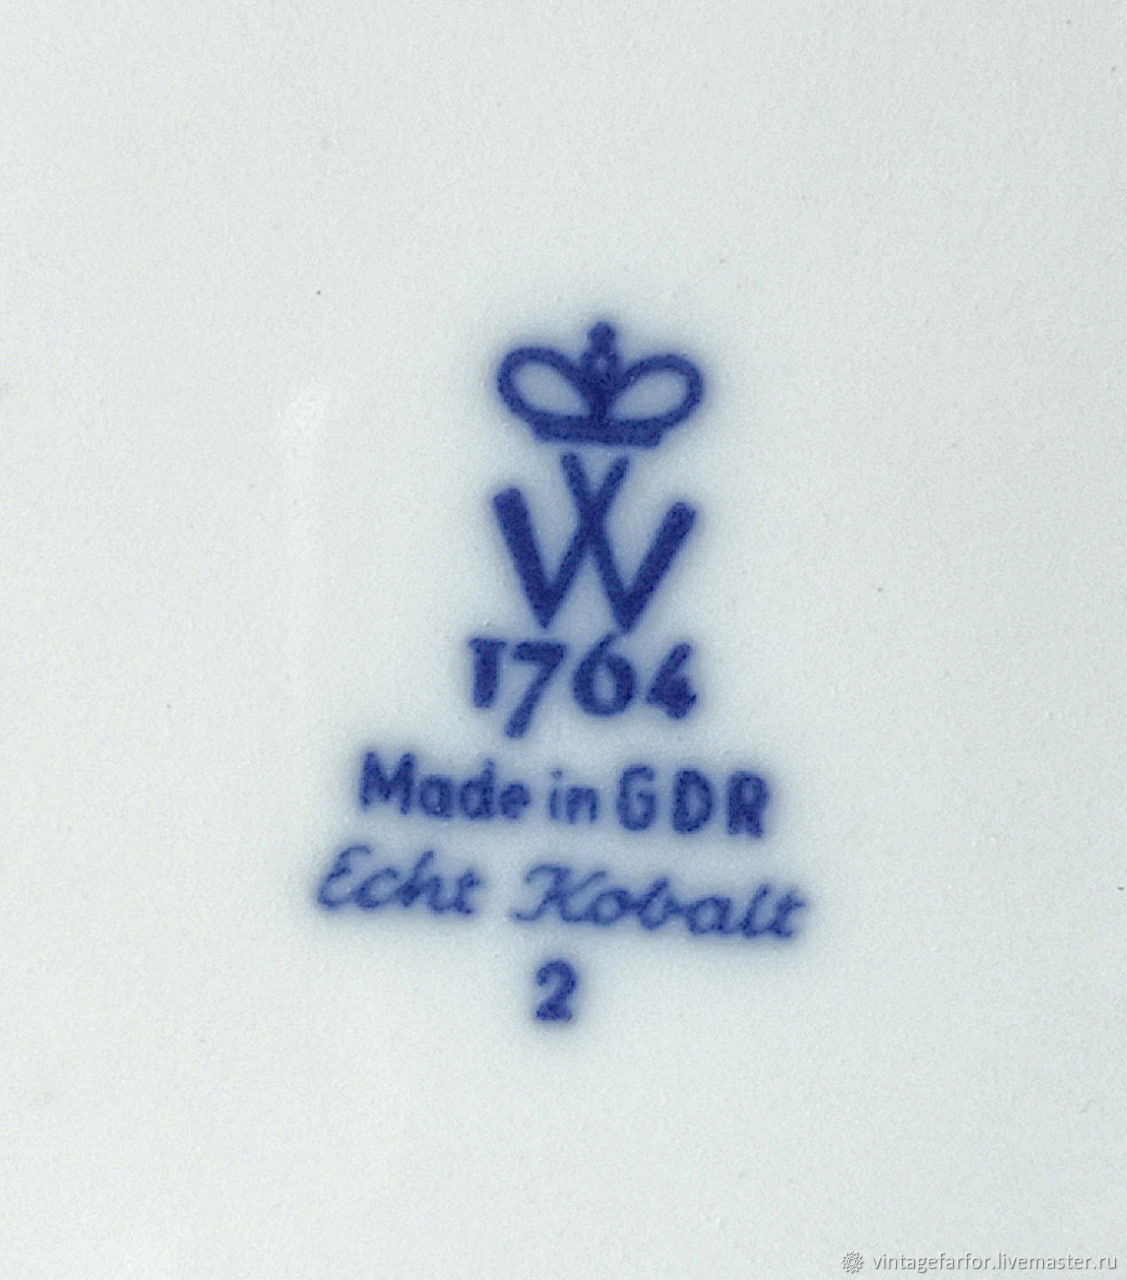 W
1764
Made in GDR
Echt Kobalt
2
vintagefarfor.livemaster.ru